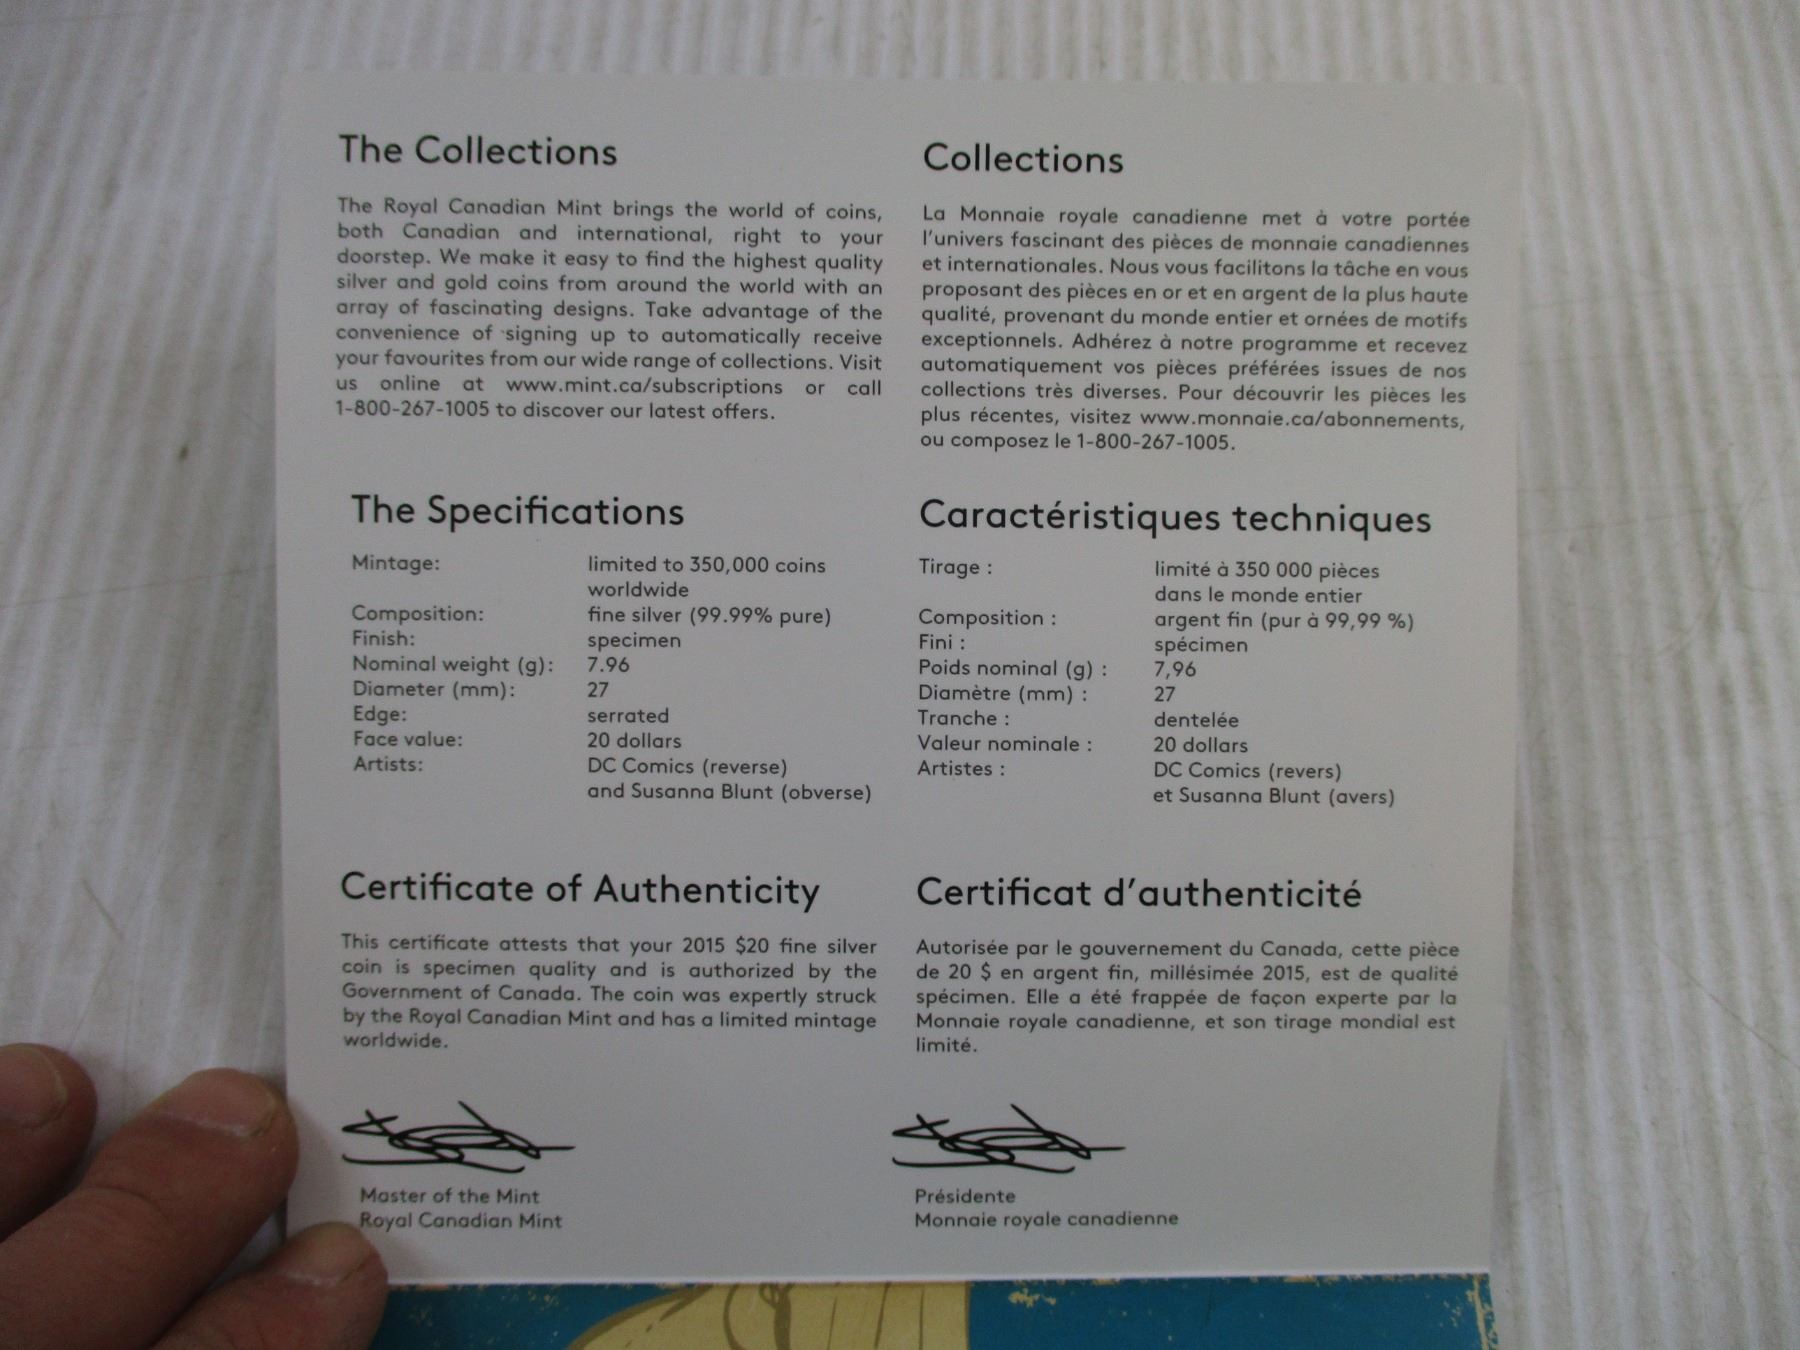 The Collections
The Royal Canadian Mint brings the world of coins,
both Canadian and international, right to your
doorstep. We make it easy to find the highest quality
silver and gold coins from around the world with an
array of fascinating designs. Take advantage of the
convenience of signing up to automatically receive
your favourites from our wide range of collections. Visit
us online at www.mint.ca/subscriptions or call
1-800-267-1005 to discover our latest offers.
The Specifications
Mintage: limited to 350,000 coins
worldwide
Composition: fine silver (99.99% pure)
Finish: specimen
Nominal weight (g): 7.96
Diameter (mm): 27
Edge: serrated
Face value: 20 dollars
Artists: DC Comics (reverse)
and Susanna Blunt (obverse)
Certificate of Authenticity
This certificate attests that your 2015 $20 fine silver
coin is specimen quality and is authorized by the
Government of Canada. The coin was expertly struck
by the Royal Canadian Mint and has a limited mintage
worldwide.
Master of the Mint
Royal Canadian Mint
Collections
La Monnaie royale canadienne met à votre portée
l'univers fascinant des pièces de monnaie canadiennes
et internationales. Nous vous facilitons la tâche en vous
proposant des pièces en or et en argent de la plus haute
qualité, provenant du monde entier et ornées de motifs
exceptionnels. Adhérez à notre programme et recevez
automatiquement vos pièces préférées issues de nos
collections très diverses. Pour découvrir les pièces les
plus récentes, visitez www.monnaie.ca/abonnements,
ou composez le 1-800-267-1005.
Caractéristiques techniques
Tirage : limité à 350 000 pièces
dans le monde entier
Composition : argent fin (pur à 99,99 %)
Fini : spécimen
Poids nominal (g) : 7,96
Diamètre (mm) : 27
Tranche : dentelée
Valeur nominale : 20 dollars
Artistes : DC Comics (revers)
et Susanna Blunt (avers)
Certificat d'authenticité
Autorisée par le gouvernement du Canada, cette pièce
de 20 $ en argent fin, millésimée 2015, est de qualité
spécimen. Elle a été frappée de façon experte par la
Monnaie royale canadienne, et son tirage mondial est
limité.
Présidente
Monnaie royale canadienne